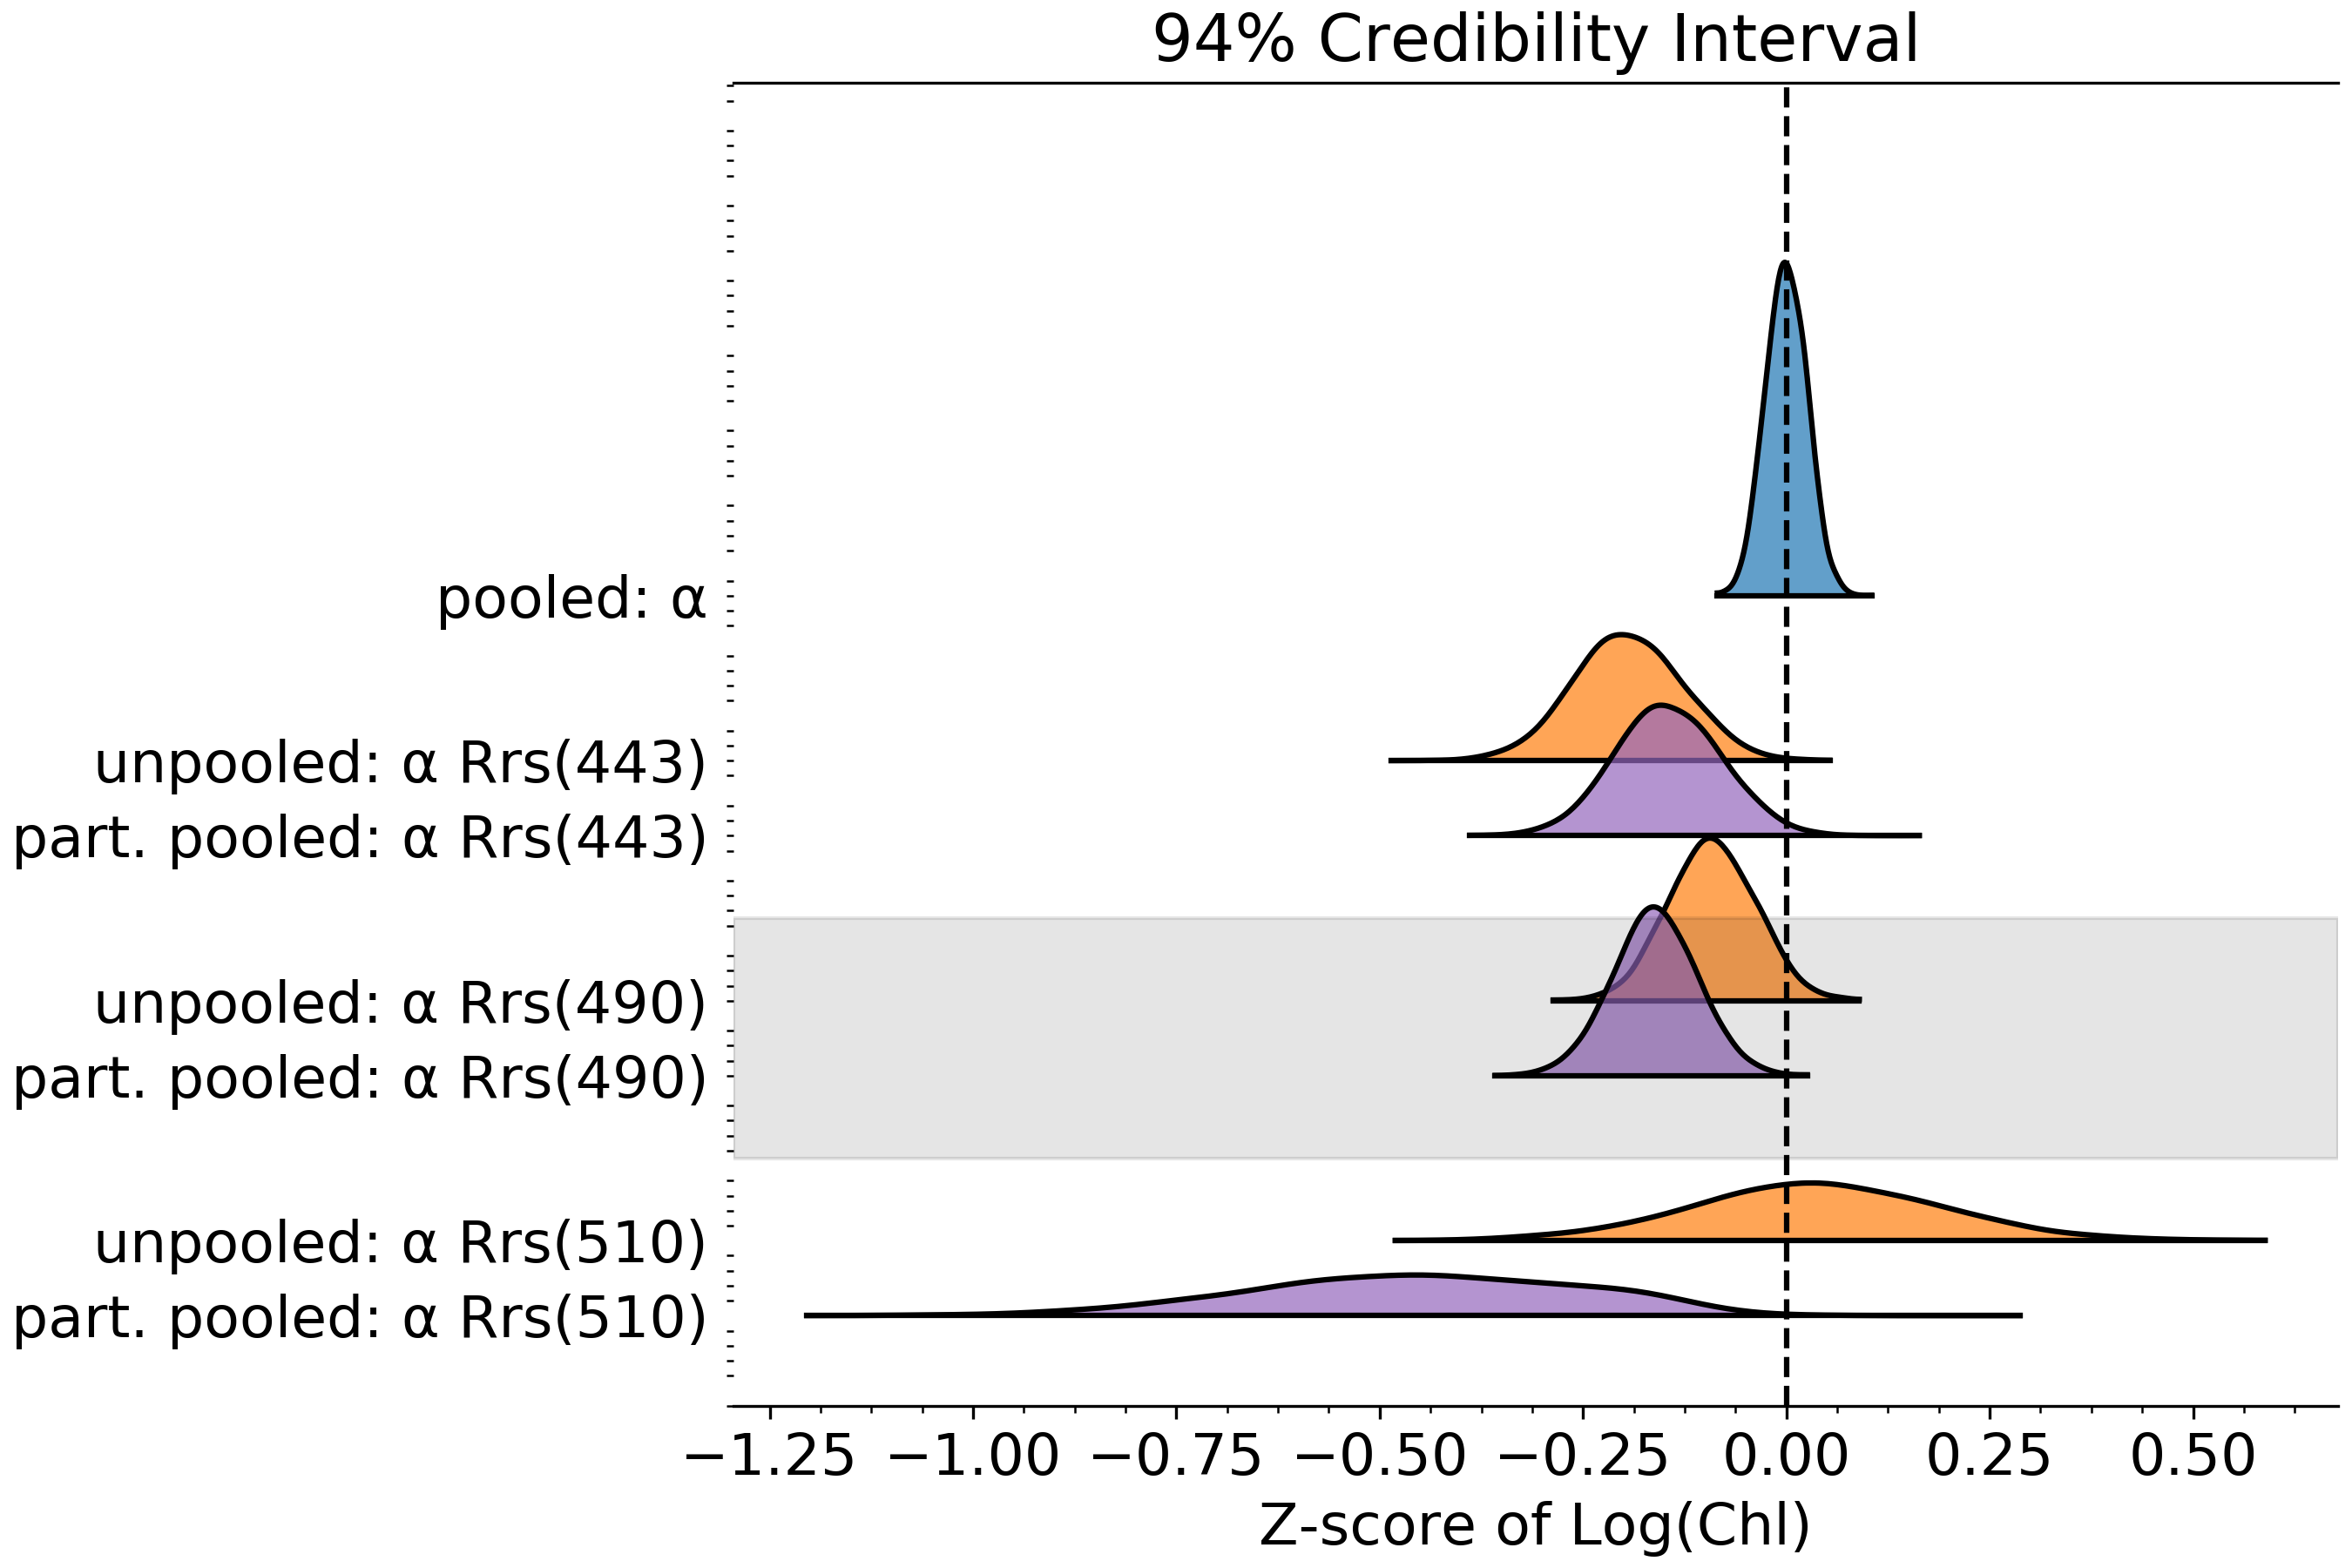 94% Credibility Interval
pooled: α
unpooled: α Rrs(443)
part. pooled: α Rrs(443)
unpooled: α Rrs(490)
part. pooled: α Rrs(490)
unpooled: α Rrs(510)
part. pooled: α Rrs(510)
−1.25 −1.00 −0.75 −0.50 −0.25 0.00 0.25 0.50
Z-score of Log(Chl)